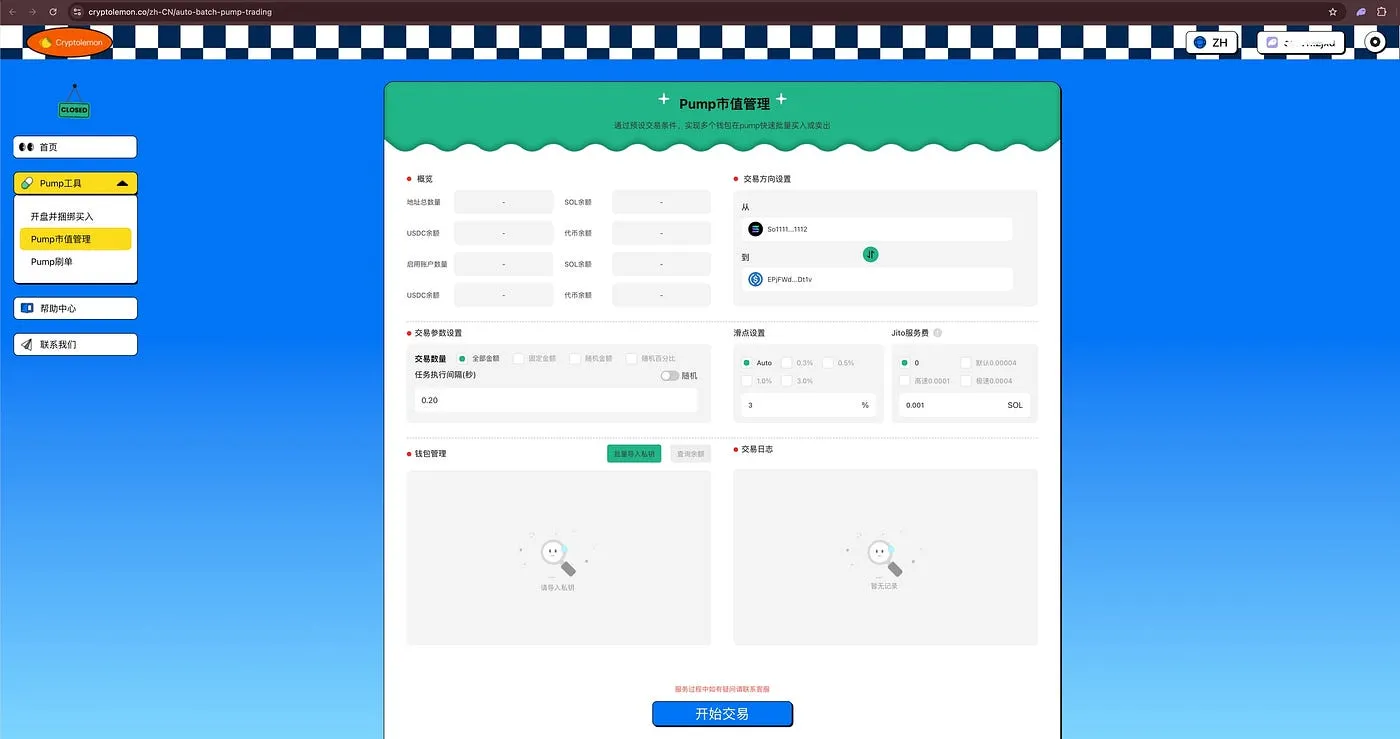 cryptolemon.co/zh-CN/auto-batch-pump-trading
Cryptolemon
ZH
CLOSED
首页
Pump工具
开盘并捆绑买入
Pump市值管理
Pump刷单
帮助中心
联系我们
Pump市值管理
通过预设交易条件，实现多个钱包在pump快速批量买入或卖出
概览
地址总数量 - SOL余额 -
USDC余额 - 代币余额 -
启用账户数量 - SOL余额 -
USDC余额 - 代币余额 -
交易方向设置
从
So1111...1112
到
EPjFWd...Dt1v
交易参数设置
交易数量 全部金额 固定金额 随机金额 随机百分比
任务执行间隔(秒) 随机
0.20
滑点设置
Auto 0.3% 0.5%
1.0% 3.0%
3 %
Jito服务费
0 默认0.00004
高速0.0001 极速0.0004
0.001 SOL
钱包管理 批量导入私钥 查询余额
请导入私钥
交易日志
暂无记录
服务过程中如有疑问请联系客服
开始交易